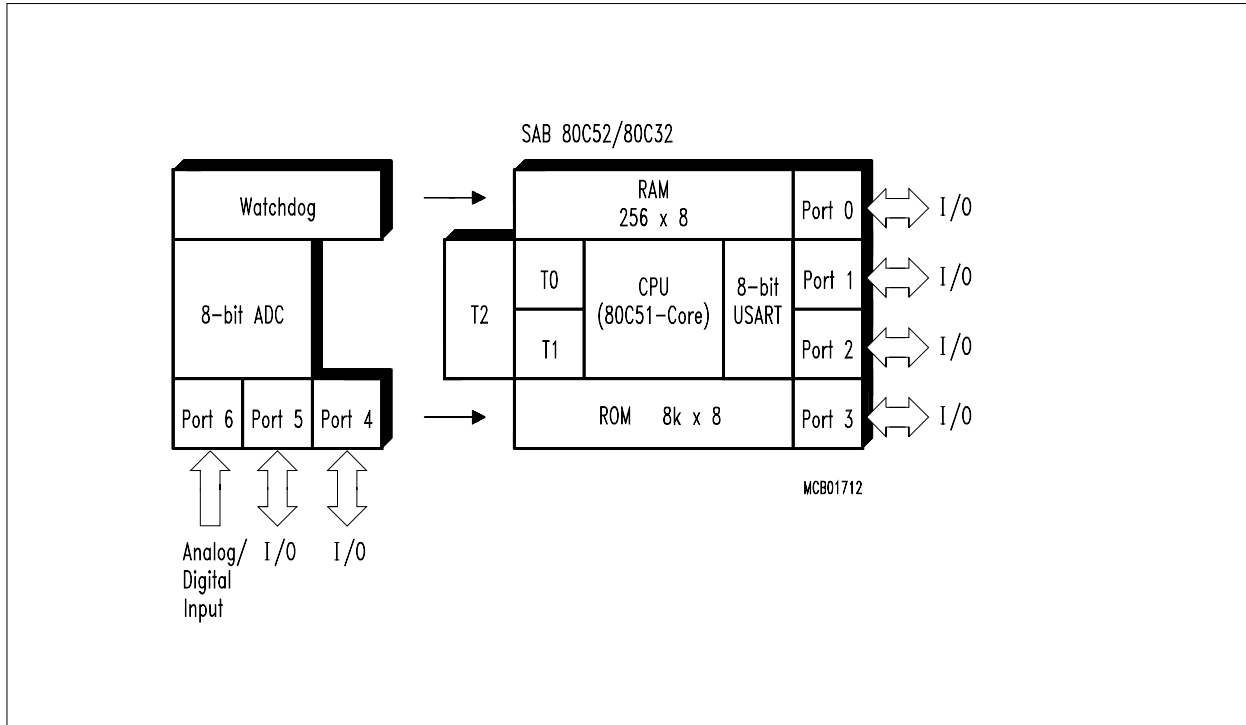 SAB 80C52/80C32
Watchdog
8-bit ADC
Port 6
Port 5
Port 4
Analog/
Digital
Input
I/O
I/O
RAM
256 x 8
T2
T0
T1
CPU
(80C51-Core)
8-bit
USART
ROM 8k x 8
Port 0
I/O
Port 1
I/O
Port 2
I/O
Port 3
I/O
MCB01712